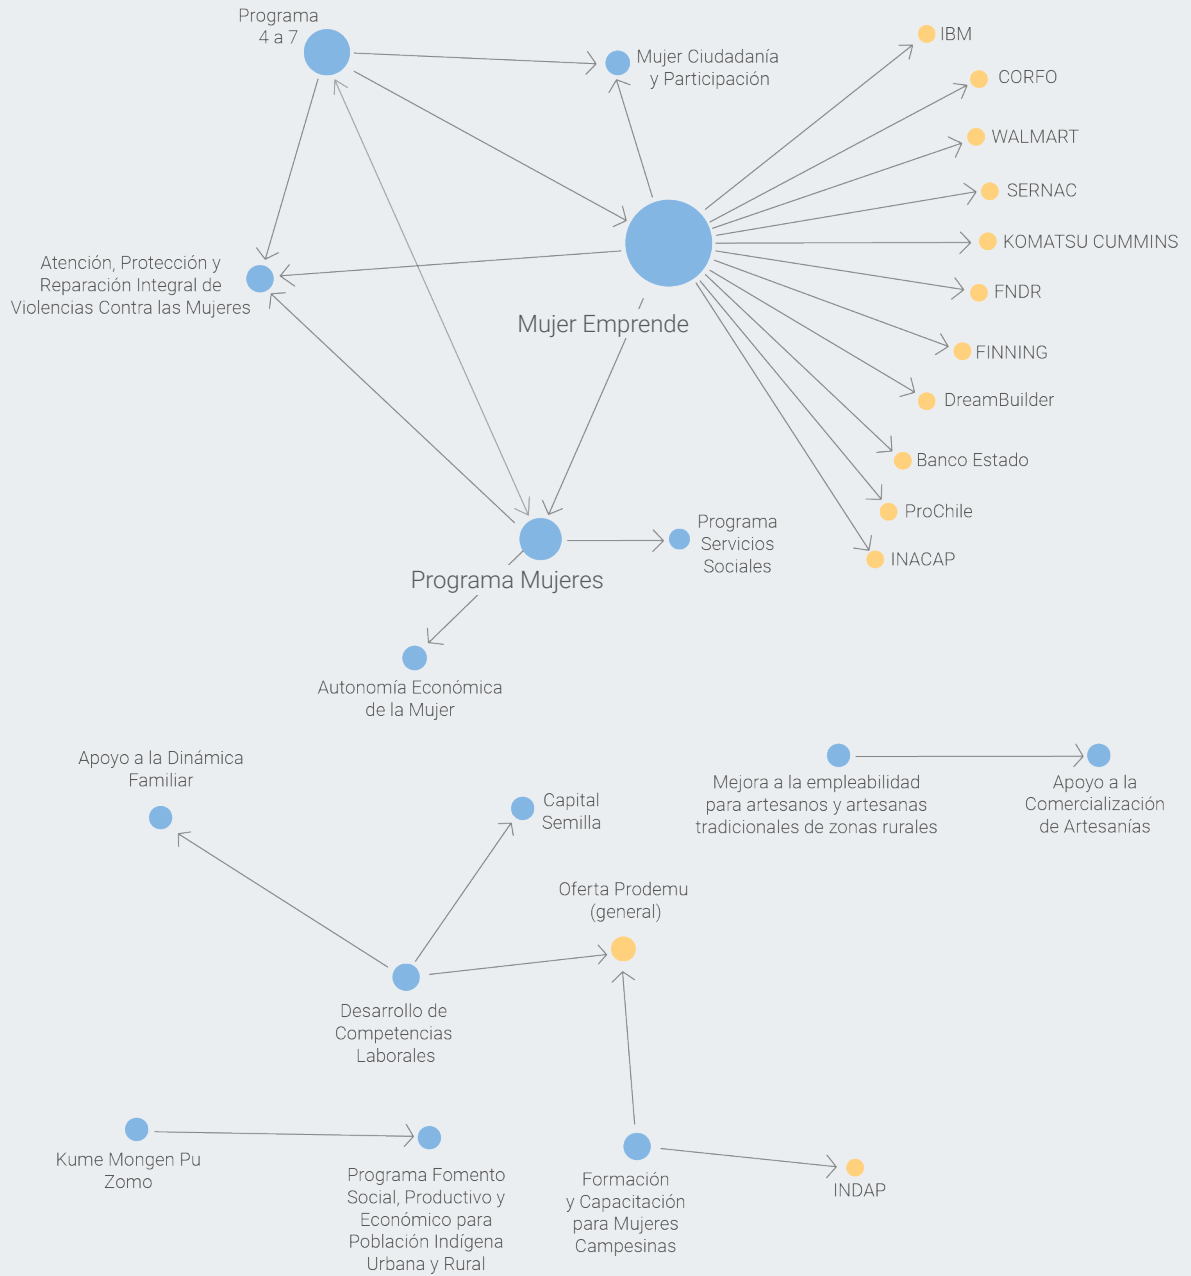 Programa
4 a 7
Mujer Ciudadanía
y Participación
IBM
CORFO
WALMART
SERNAC
KOMATSU CUMMINS
FNDR
FINNING
DreamBuilder
Banco Estado
ProChile
INACAP
Atención, Protección y
Reparación Integral de
Violencias Contra las Mujeres
Mujer Emprende
Programa
Servicios
Sociales
Programa Mujeres
Autonomía Económica
de la Mujer
Apoyo a la Dinámica
Familiar
Capital
Semilla
Mejora a la empleabilidad
para artesanos y artesanas
tradicionales de zonas rurales
Apoyo a la
Comercialización
de Artesanías
Oferta Prodemu
(general)
Desarrollo de
Competencias
Laborales
Kume Mongen Pu
Zomo
Programa Fomento
Social, Productivo y
Económico para
Población Indígena
Urbana y Rural
Formación
y Capacitación
para Mujeres
Campesinas
INDAP